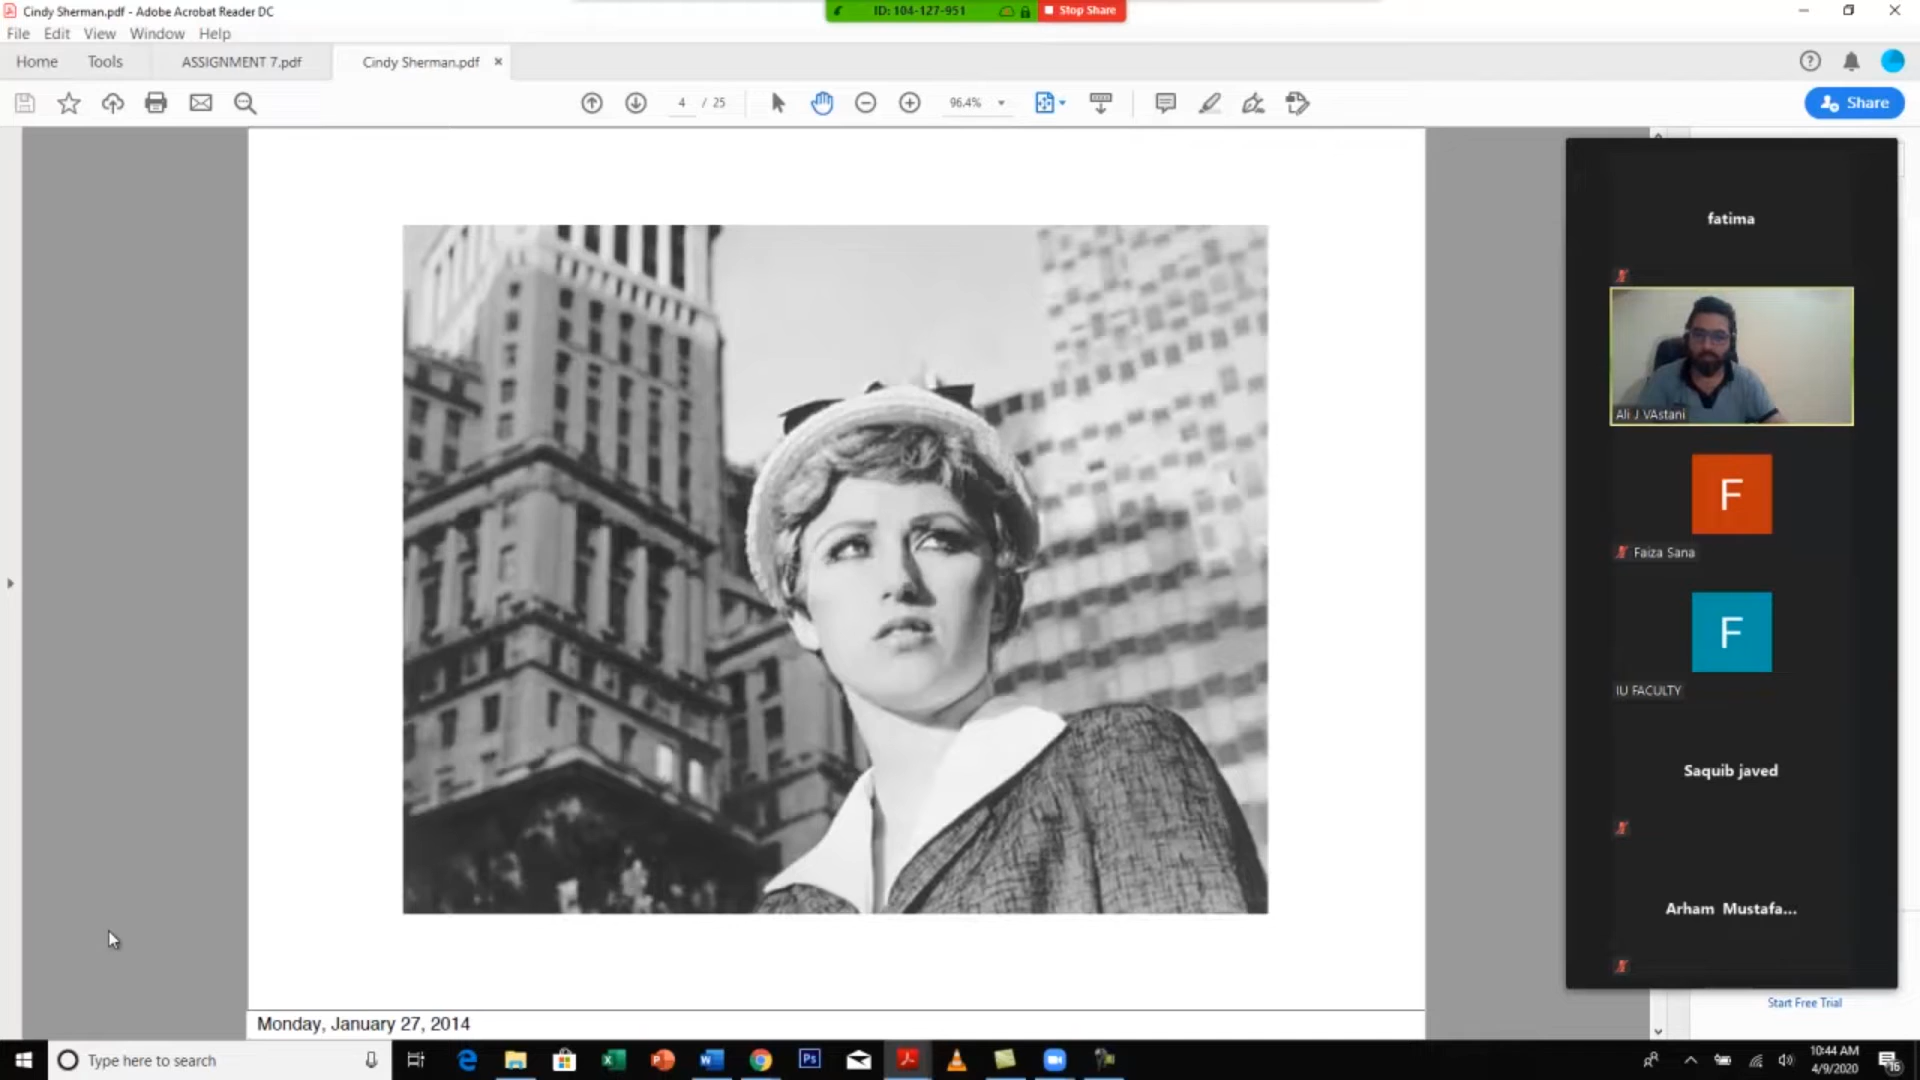 Cindy Sherman.pdf - Adobe Acrobat Reader DC
ID: 104-127-951
Stop Share
File Edit View Window Help
Home Tools ASSIGNMENT 7.pdf Cindy Sherman.pdf ×
4 / 25
96.4%
Share
fatima
Ali J VAstani
F
Faiza Sana
F
IU FACULTY
Saquib javed
Arham Mustafa...
Start Free Trial
Monday, January 27, 2014
Type here to search
Ps
10:44 AM
4/9/2020
16